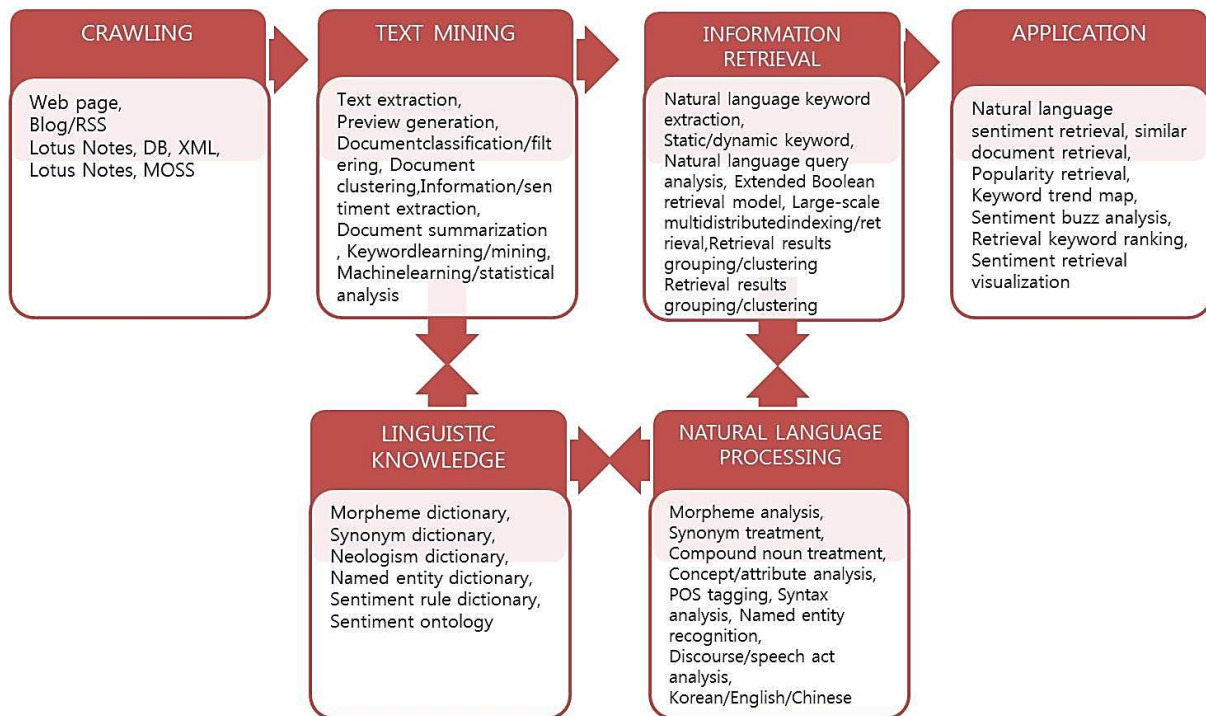 CRAWLING
Web page,
Blog/RSS
Lotus Notes, DB, XML,
Lotus Notes, MOSS
TEXT MINING
Text extraction,
Preview generation,
Documentclassification/filt
ering, Document
clustering,Information/sen
timent extraction,
Document summarization
, Keywordlearning/mining,
Machinelearning/statistical
analysis
INFORMATION
RETRIEVAL
Natural language keyword
extraction,
Static/dynamic keyword,
Natural language query
analysis, Extended Boolean
retrieval model, Large-scale
multidistributedindexing/ret
rieval,Retrieval results
grouping/clustering
Retrieval results
grouping/clustering
APPLICATION
Natural language
sentiment retrieval, similar
document retrieval,
Popularity retrieval,
Keyword trend map,
Sentiment buzz analysis,
Retrieval keyword ranking,
Sentiment retrieval
visualization
LINGUISTIC
KNOWLEDGE
Morpheme dictionary,
Synonym dictionary,
Neologism dictionary,
Named entity dictionary,
Sentiment rule dictionary,
Sentiment ontology
NATURAL LANGUAGE
PROCESSING
Morpheme analysis,
Synonym treatment,
Compound noun treatment,
Concept/attribute analysis,
POS tagging, Syntax
analysis, Named entity
recognition,
Discourse/speech act
analysis,
Korean/English/Chinese